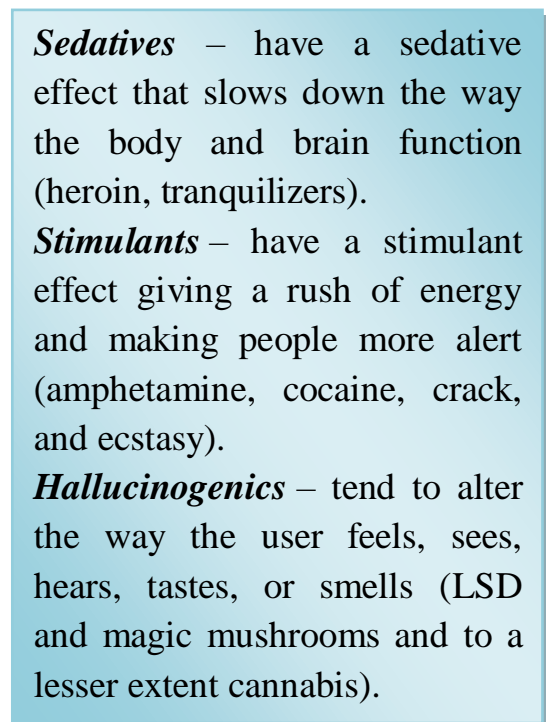 Sedatives – have a sedative
effect that slows down the way
the body and brain function
(heroin, tranquilizers).
Stimulants – have a stimulant
effect giving a rush of energy
and making people more alert
(amphetamine, cocaine, crack,
and ecstasy).
Hallucinogenics – tend to alter
the way the user feels, sees,
hears, tastes, or smells (LSD
and magic mushrooms and to a
lesser extent cannabis).